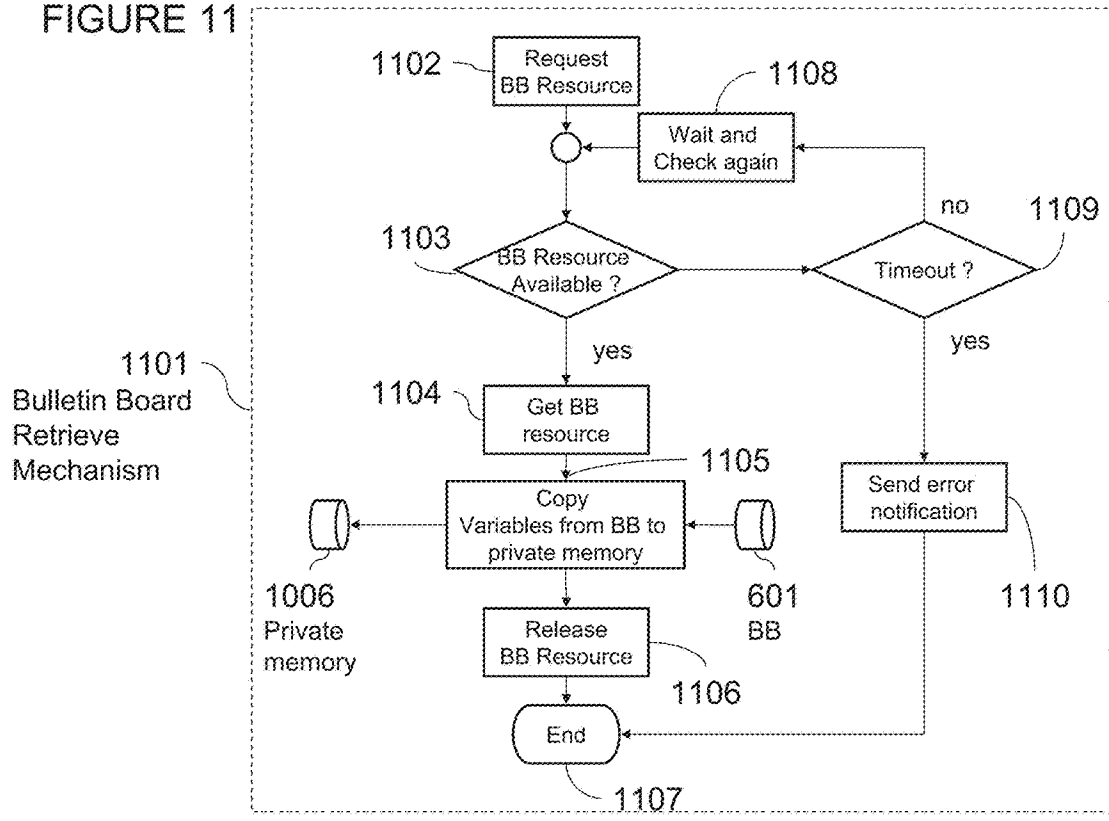 FIGURE 11
1102
Request
BB Resource
1108
Wait and
Check again
no
1109
1103
BB Resource
Available ?
Timeout ?
yes
yes
1101
Bulletin Board
Retrieve
Mechanism
1104
Get BB
resource
1105
Copy
Variables from BB to
private memory
Send error
notification
1006
Private
memory
601
BB
1110
Release
BB Resource
1106
End
1107